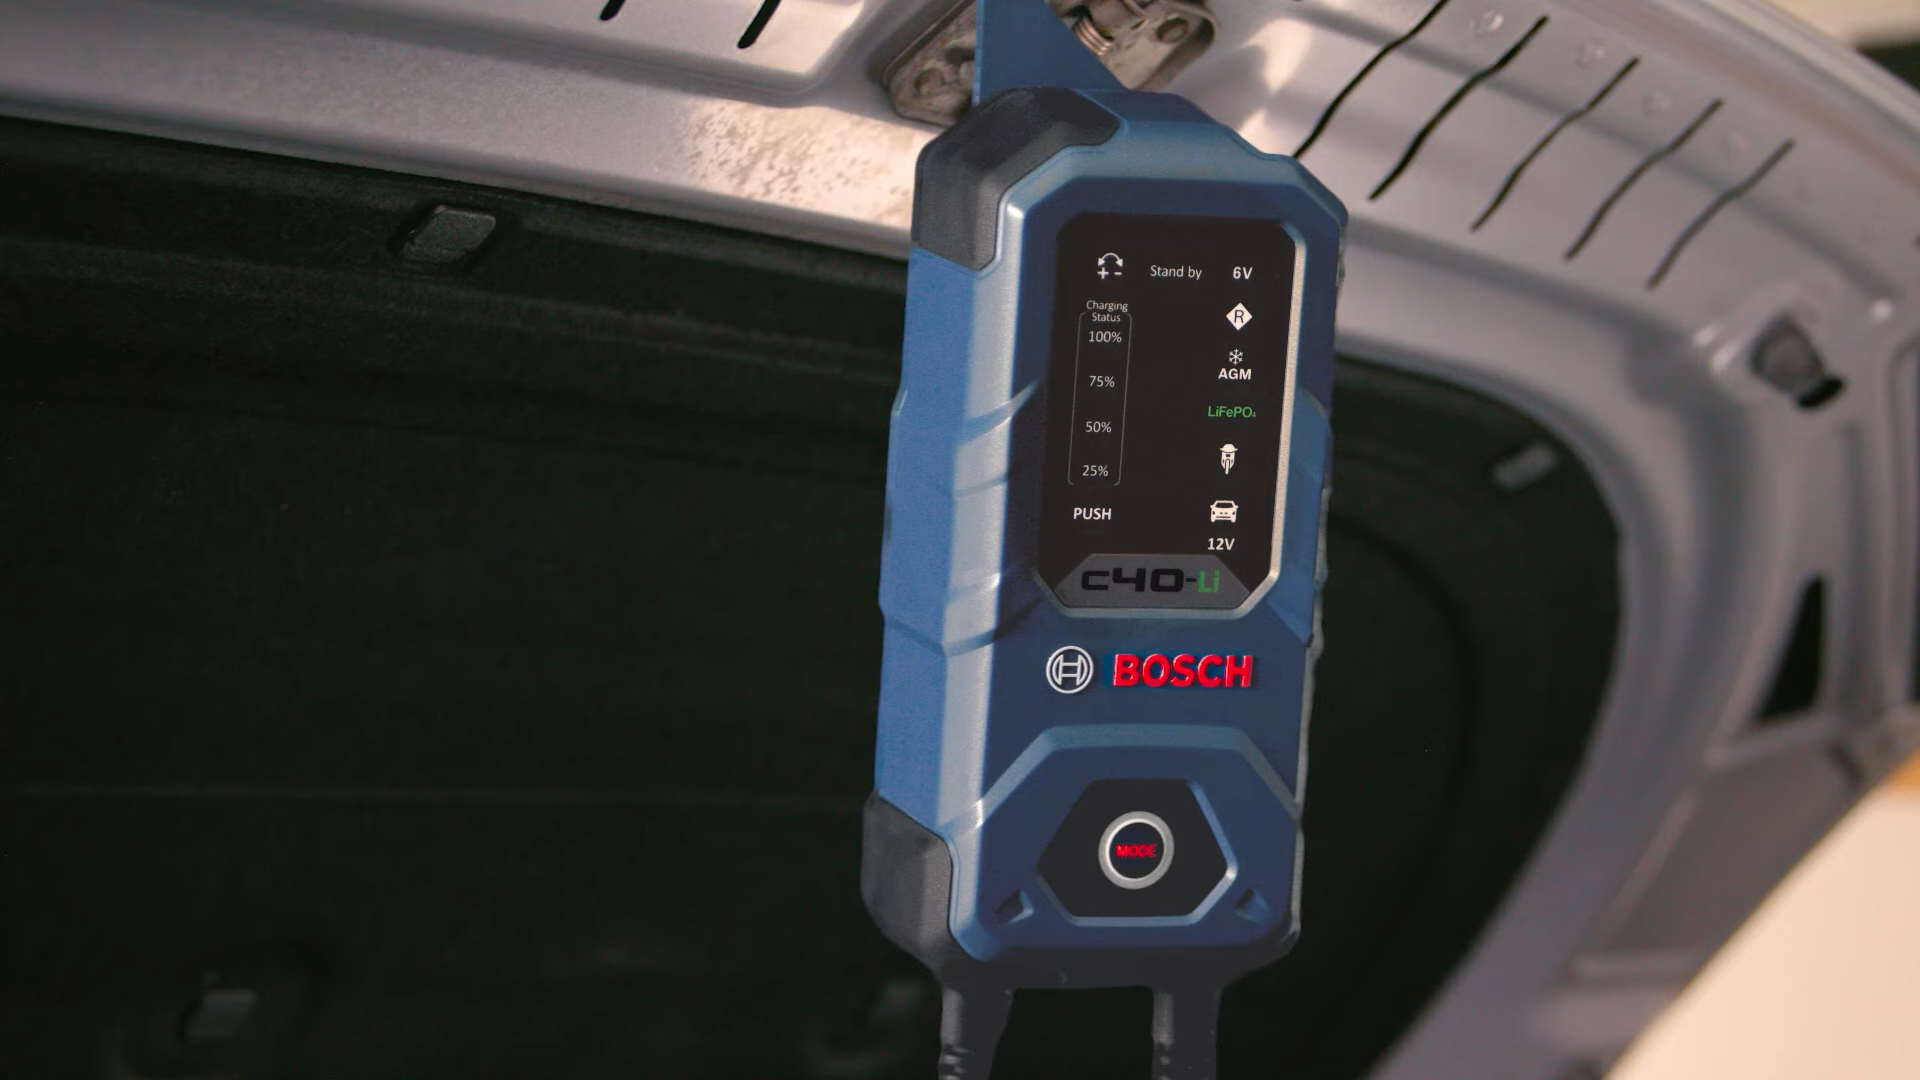 + -
Stand by
6V
Charging
Status
R
100%
AGM
75%
LiFePO₄
50%
25%
PUSH
12V
C40-Li
BOSCH
MODE